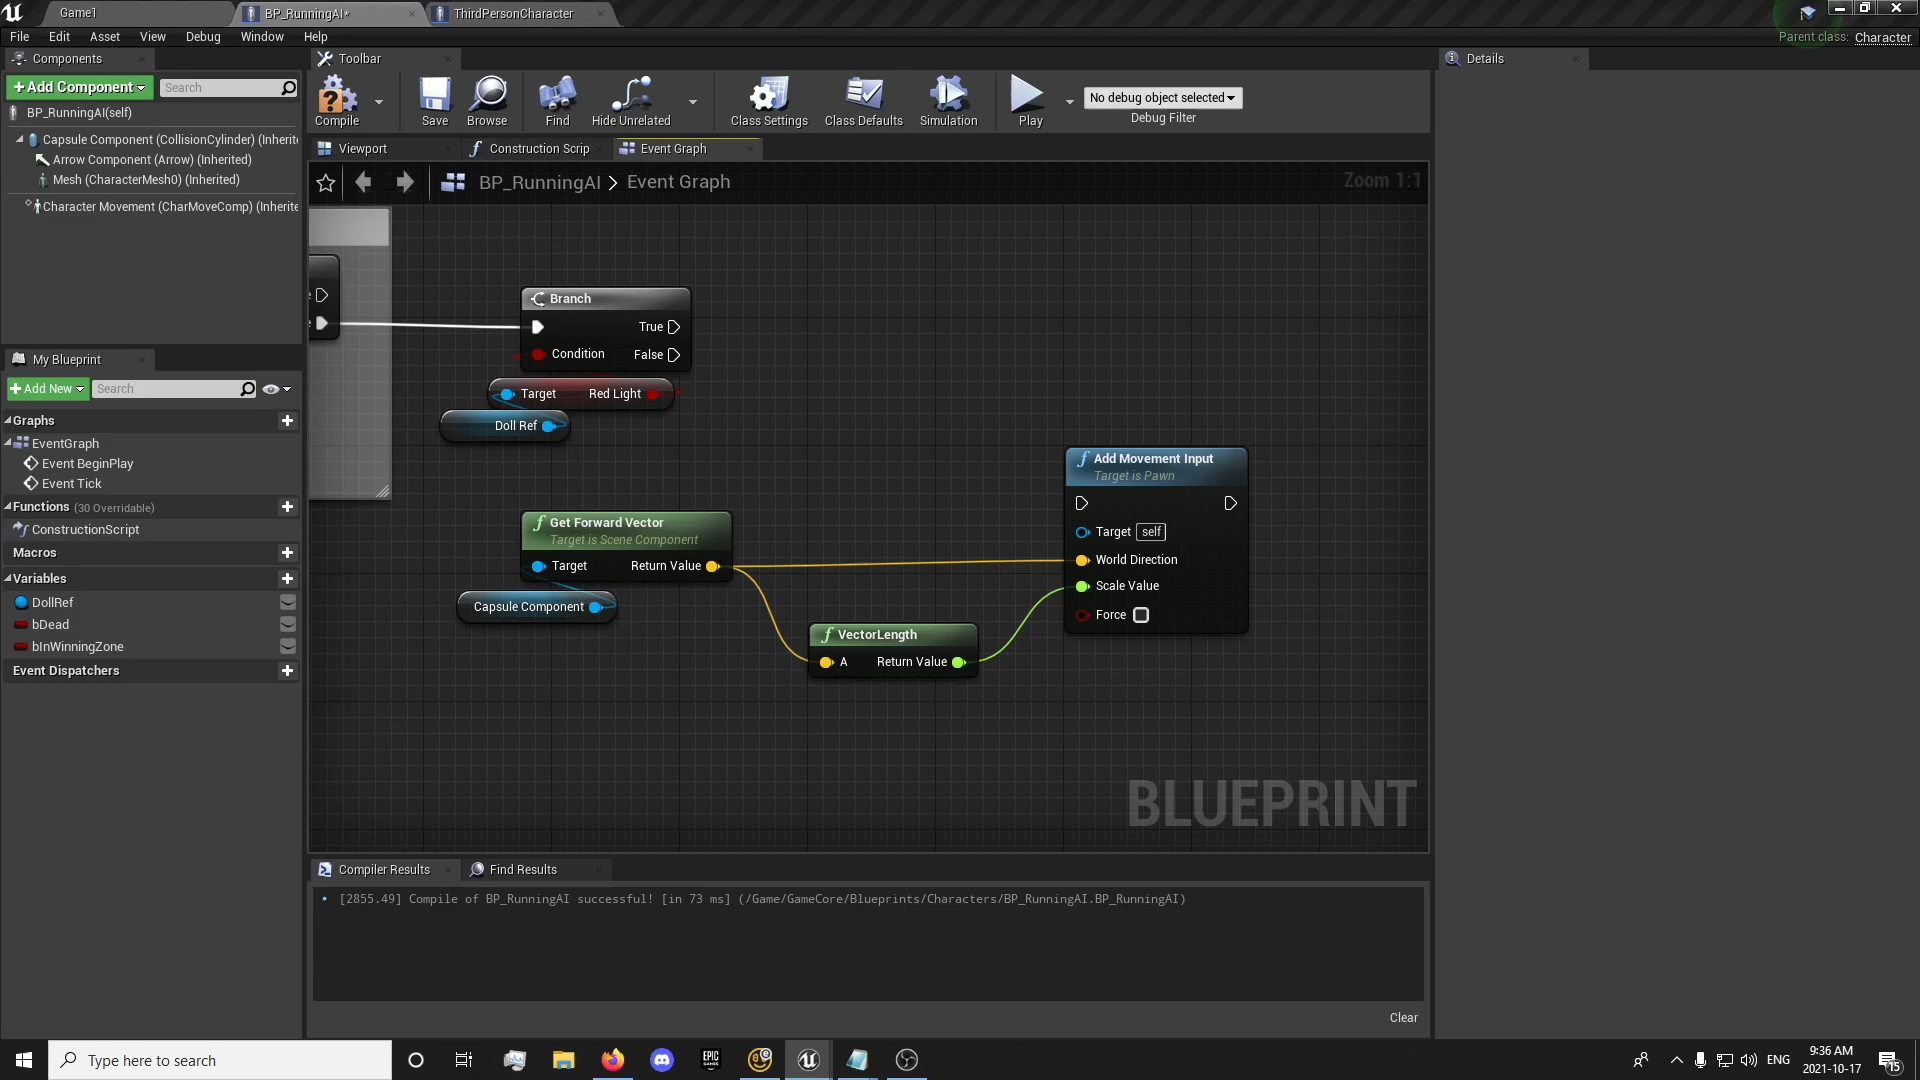 Game1
BP_RunningAI*
ThirdPersonCharacter
File Edit Asset View Debug Window Help
Parent class: Character
Components
+ Add Component
Search
BP_RunningAI(self)
Capsule Component (CollisionCylinder) (Inherit
Arrow Component (Arrow) (Inherited)
Mesh (CharacterMesh0) (Inherited)
Character Movement (CharMoveComp) (Inherite
My Blueprint
+ Add New
Search
Graphs
EventGraph
Event BeginPlay
Event Tick
Functions (30 Overridable)
ConstructionScript
Macros
Variables
DollRef
bDead
bInWinningZone
Event Dispatchers
Toolbar
Compile
Save
Browse
Find
Hide Unrelated
Class Settings
Class Defaults
Simulation
Play
No debug object selected
Debug Filter
Viewport
Construction Scrip
Event Graph
BP_RunningAI > Event Graph
Zoom 1:1
Branch
True
Condition False
Target Red Light
Doll Ref
Get Forward Vector
Target is Scene Component
Target Return Value
Capsule Component
VectorLength
A Return Value
Add Movement Input
Target is Pawn
Target self
World Direction
Scale Value
Force
BLUEPRINT
Compiler Results
Find Results
[2855.49] Compile of BP_RunningAI successful! [in 73 ms] (/Game/GameCore/Blueprints/Characters/BP_RunningAI.BP_RunningAI)
Clear
Details
Type here to search
EPIC
GAMES
ENG
9:36 AM
2021-10-17
15